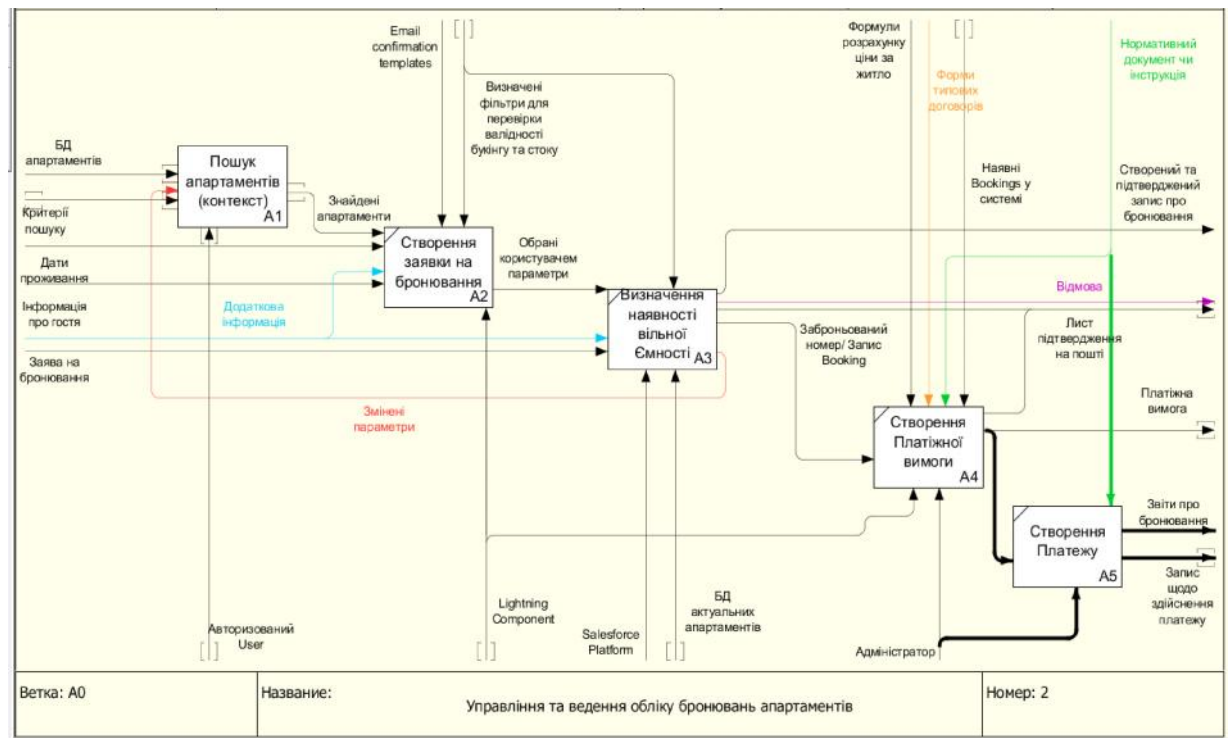 Email
confirmation
templates
Визначені
фільтри для
перевірки
валідності
букінгу та стоку
Формули
розрахунку
ціни за
житло
Форми
типових
договорів
Нормативний
документ чи
інструкція
БД
апартаментів
Критерії
пошуку
Дати
проживання
Інформація
про гостя
Заява на
бронювання
Пошук
апартаментів
(контекст)
A1
Знайдені
апартаменти
Створення
заявки на
бронювання
A2
Додаткова
інформація
Обрані
користувачем
параметри
Визначення
наявності
вільної
Ємності
A3
Змінені
параметри
Заброньований
номер/ Запис
Booking
Наявні
Bookings у
системі
Створений та
підтверджений
запис про
бронювання
Відмова
Лист
підтвердження
на пошті
Платіжна
вимога
Створення
Платіжної
вимоги
A4
Створення
Платежу
A5
Звіти про
бронювання
Запис
щодо
здійснення
платежу
Авторизований
User
Lightning
Component
Salesforce
Platform
БД
актуальних
апартаментів
Адміністратор
Ветка: A0
Название:
Управління та ведення обліку бронювань апартаментів
Номер: 2